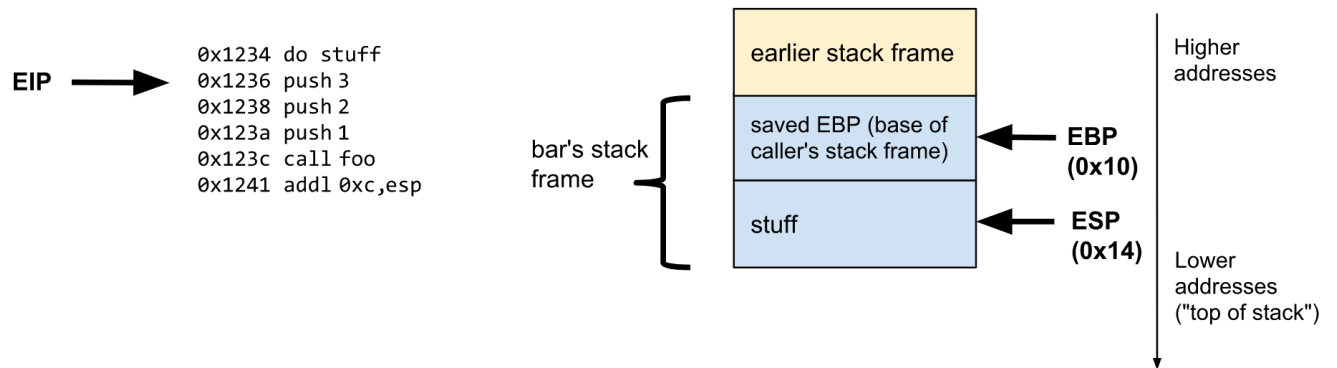 EIP
0x1234 do stuff
0x1236 push 3
0x1238 push 2
0x123a push 1
0x123c call foo
0x1241 addl 0xc,esp
bar's stack
frame
earlier stack frame
saved EBP (base of
caller's stack frame)
stuff
EBP
(0x10)
ESP
(0x14)
Higher
addresses
Lower
addresses
("top of stack")